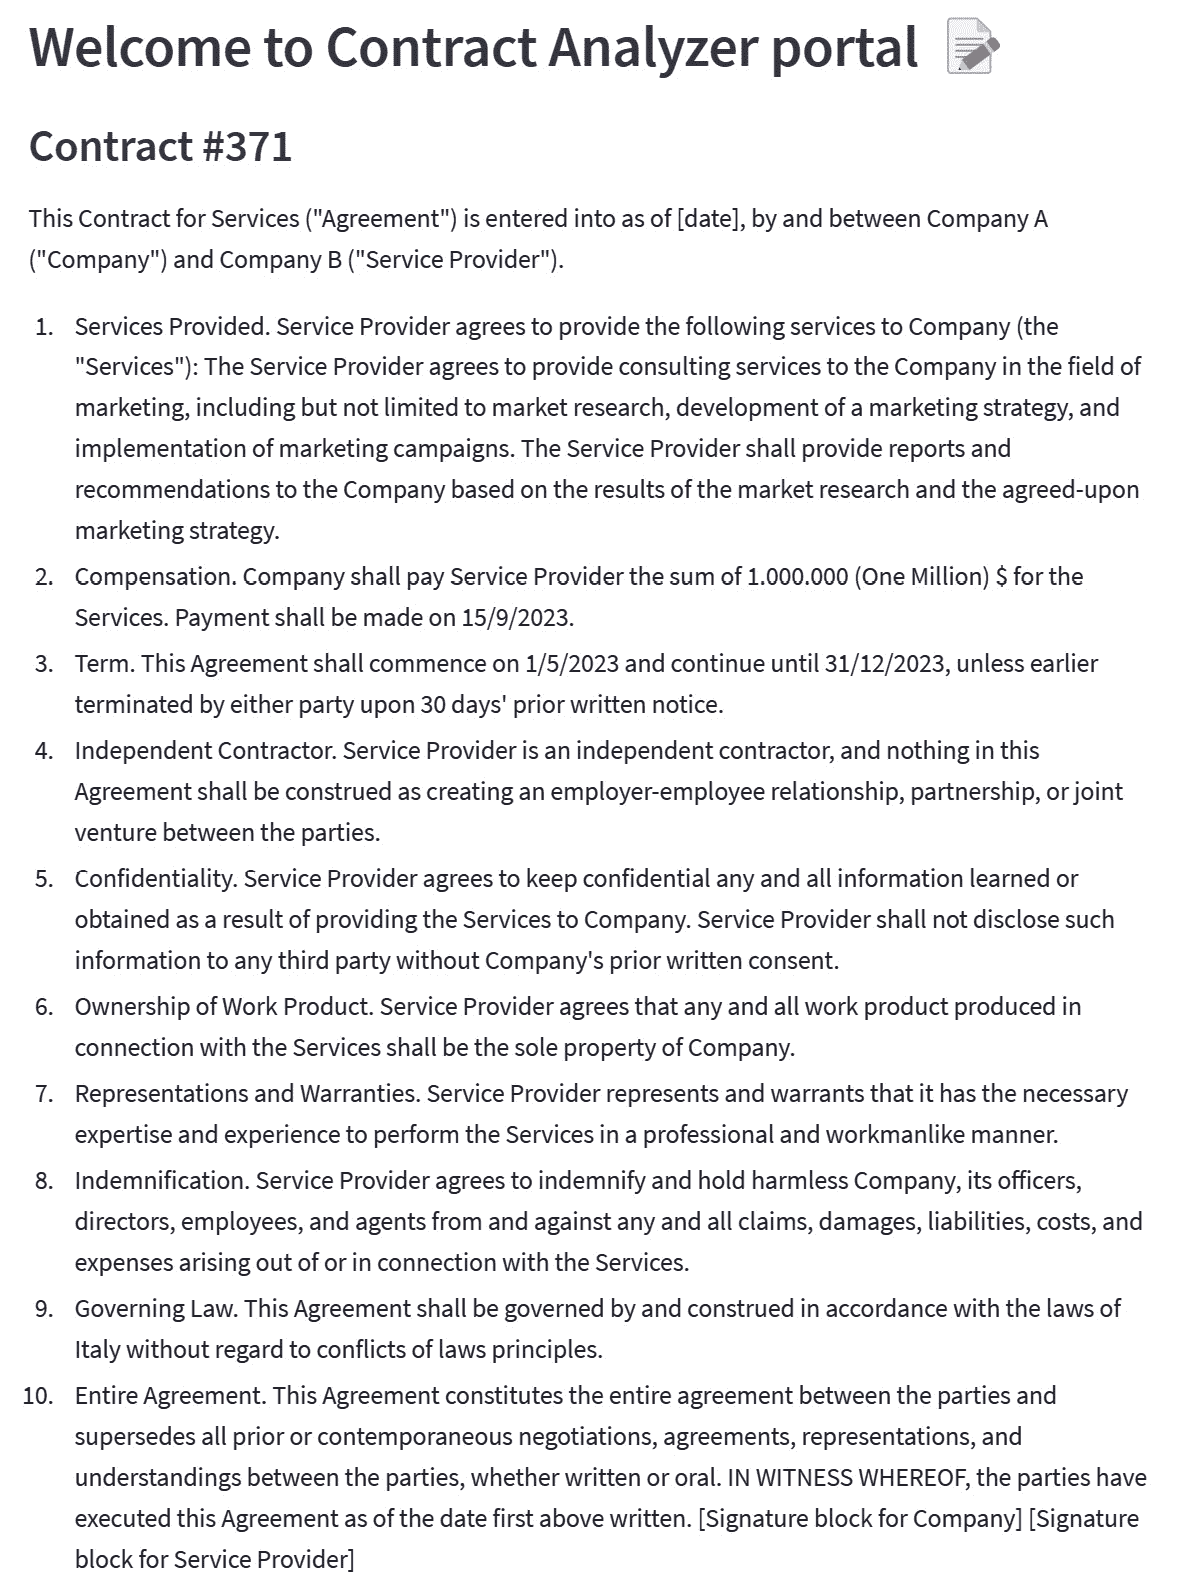 Welcome to Contract Analyzer portal
Contract #371
This Contract for Services ("Agreement") is entered into as of [date], by and between Company A
("Company") and Company B ("Service Provider").
1. Services Provided. Service Provider agrees to provide the following services to Company (the
"Services"): The Service Provider agrees to provide consulting services to the Company in the field of
marketing, including but not limited to market research, development of a marketing strategy, and
implementation of marketing campaigns. The Service Provider shall provide reports and
recommendations to the Company based on the results of the market research and the agreed-upon
marketing strategy.
2. Compensation. Company shall pay Service Provider the sum of 1.000.000 (One Million) $ for the
Services. Payment shall be made on 15/9/2023.
3. Term. This Agreement shall commence on 1/5/2023 and continue until 31/12/2023, unless earlier
terminated by either party upon 30 days' prior written notice.
4. Independent Contractor. Service Provider is an independent contractor, and nothing in this
Agreement shall be construed as creating an employer-employee relationship, partnership, or joint
venture between the parties.
5. Confidentiality. Service Provider agrees to keep confidential any and all information learned or
obtained as a result of providing the Services to Company. Service Provider shall not disclose such
information to any third party without Company's prior written consent.
6. Ownership of Work Product. Service Provider agrees that any and all work product produced in
connection with the Services shall be the sole property of Company.
7. Representations and Warranties. Service Provider represents and warrants that it has the necessary
expertise and experience to perform the Services in a professional and workmanlike manner.
8. Indemnification. Service Provider agrees to indemnify and hold harmless Company, its officers,
directors, employees, and agents from and against any and all claims, damages, liabilities, costs, and
expenses arising out of or in connection with the Services.
9. Governing Law. This Agreement shall be governed by and construed in accordance with the laws of
Italy without regard to conflicts of laws principles.
10. Entire Agreement. This Agreement constitutes the entire agreement between the parties and
supersedes all prior or contemporaneous negotiations, agreements, representations, and
understandings between the parties, whether written or oral. IN WITNESS WHEREOF, the parties have
executed this Agreement as of the date first above written. [Signature block for Company] [Signature
block for Service Provider]